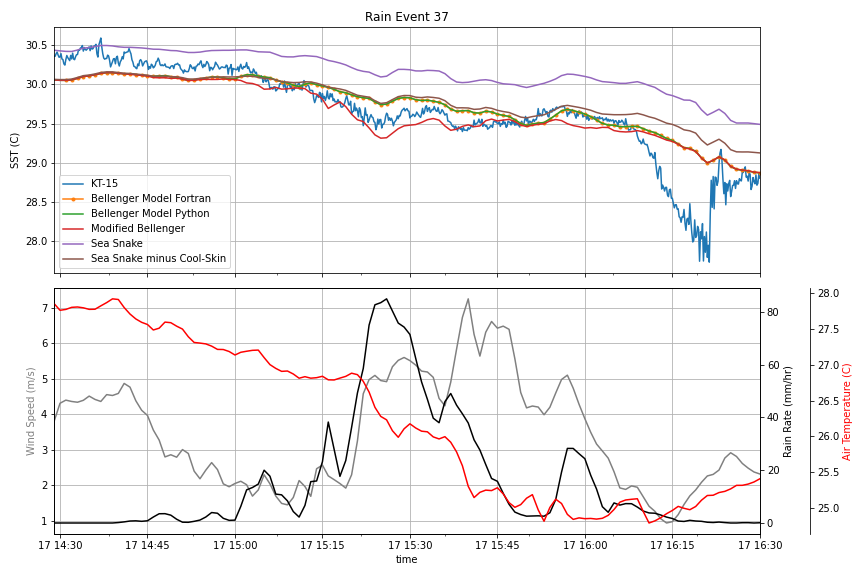 Rain Event 37
30.5
30.0
29.5
29.0
28.5
28.0
SST (C)
KT-15
Bellenger Model Fortran
Bellenger Model Python
Modified Bellenger
Sea Snake
Sea Snake minus Cool-Skin
7
6
5
4
3
2
1
Wind Speed (m/s)
80
60
40
20
0
Rain Rate (mm/hr)
28.0
27.5
27.0
26.5
26.0
25.5
25.0
Air Temperature (C)
17 14:30 17 14:45 17 15:00 17 15:15 17 15:30 17 15:45 17 16:00 17 16:15 17 16:30
time